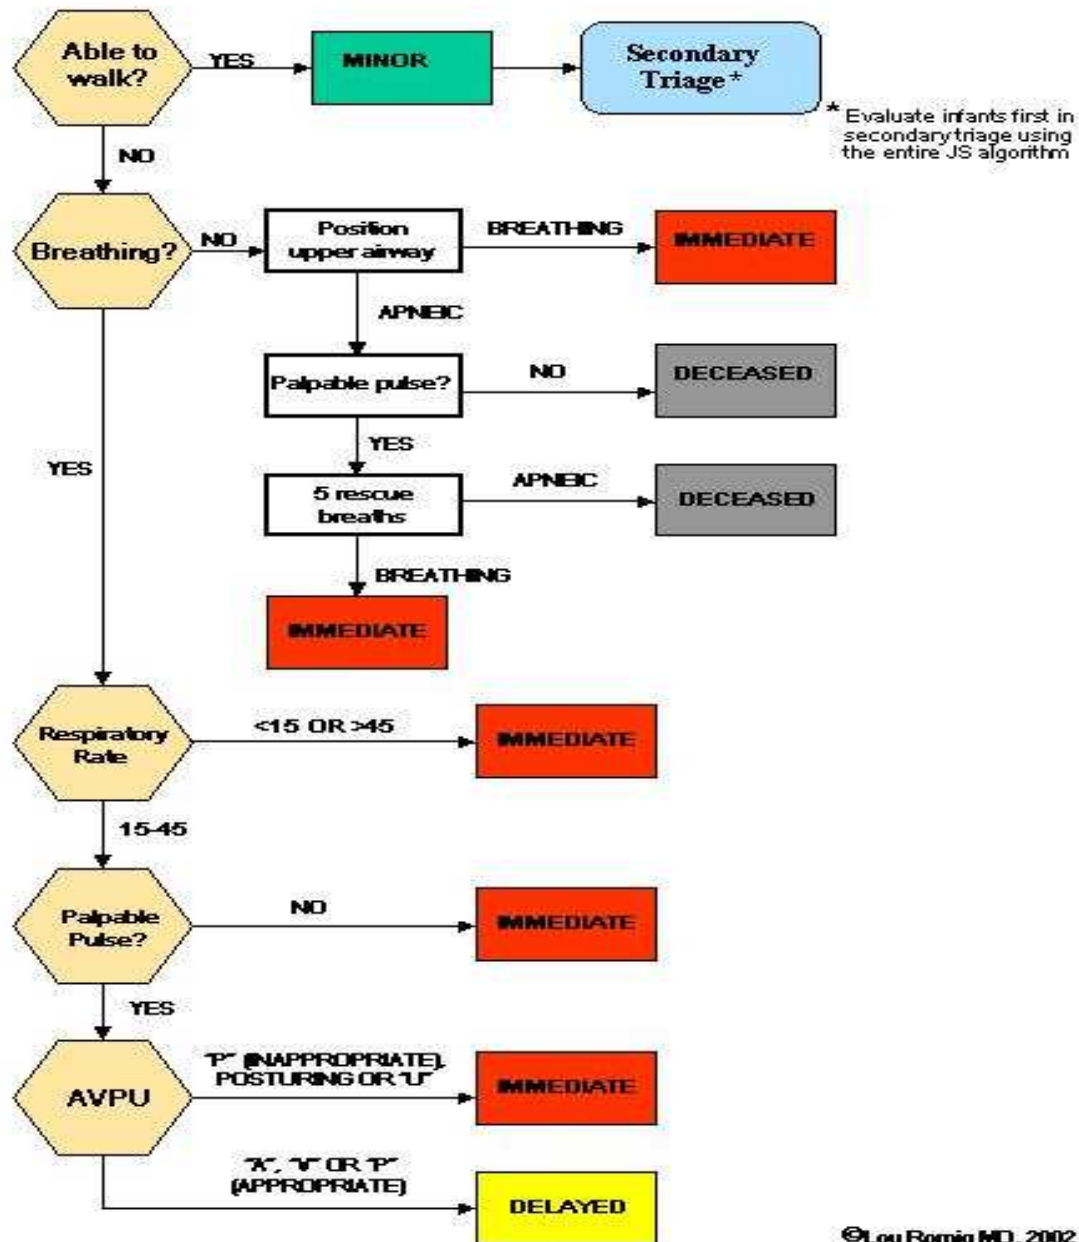 Able to
walk?
YES
MINOR
Secondary
Triage*
* Evaluate infants first in
secondary triage using
the entire JS algorithm
NO
Breathing?
NO
Position
upper airway
BREATHING
IMMEDIATE
APNEIC
Palpable pulse?
NO
DECEASED
YES
5 rescue
breaths
APNEIC
DECEASED
BREATHING
IMMEDIATE
YES
Respiratory
Rate
<15 OR >45
IMMEDIATE
15-45
Palpable
Pulse?
NO
IMMEDIATE
YES
AVPU
"P" (INAPPROPRIATE),
POSTURING OR "U"
IMMEDIATE
"A", "V" OR "P"
(APPROPRIATE)
DELAYED
©Lou Romig MD, 2002